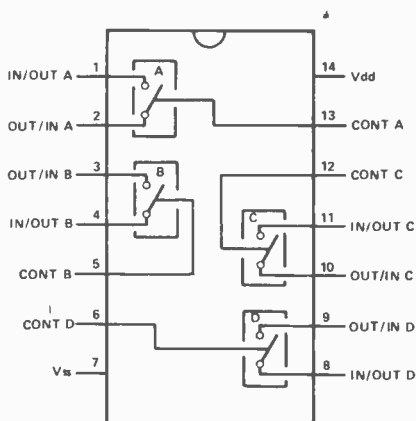 IN/OUT A 1
OUT/IN A 2
OUT/IN B 3
IN/OUT B 4
CONT B 5
CONT D 6
Vss 7
A
B
C
D
14 Vdd
13 CONT A
12 CONT C
11 IN/OUT C
10 OUT/IN C
9 OUT/IN D
8 IN/OUT D